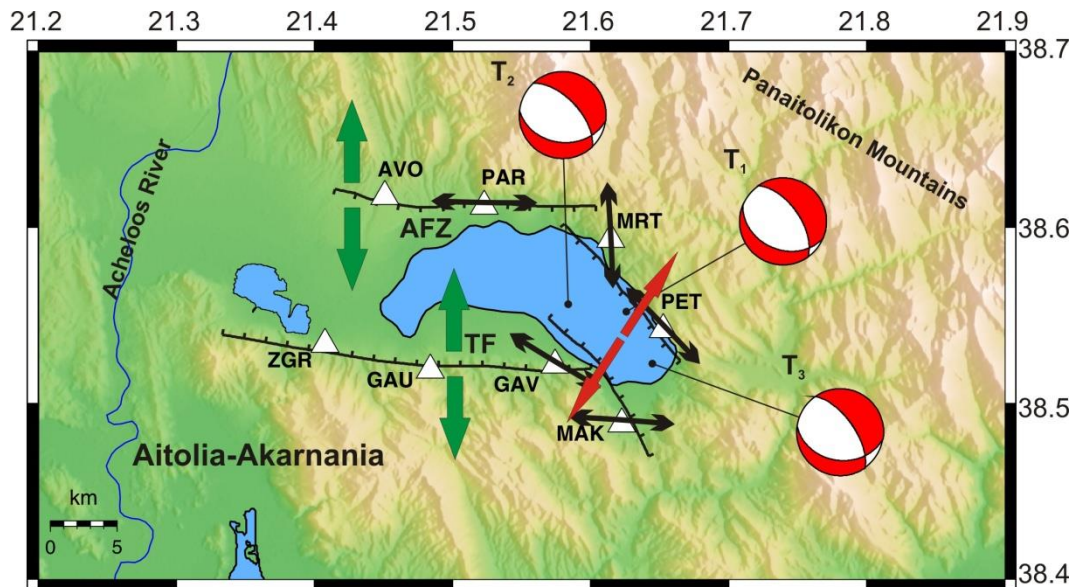 21.2 21.3 21.4 21.5 21.6 21.7 21.8 21.9
38.7
T2
Panaitolikon Mountains
T1
Acheloos River
AVO
PAR
AFZ
MRT
38.6
PET
TF
ZGR
GAU
GAV
T3
MAK
38.5
Aitolia-Akarnania
km
0 5
38.4